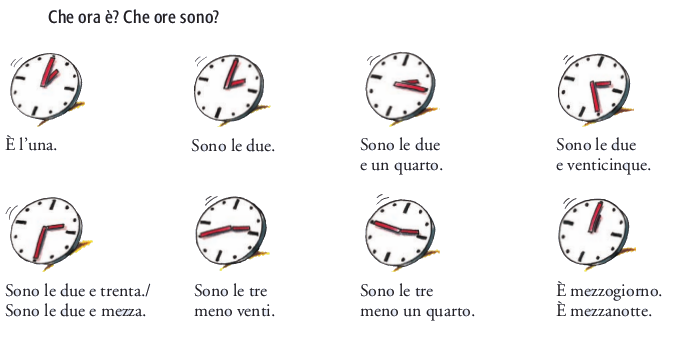 Che ora è? Che ore sono?
È l'una.
Sono le due.
Sono le due
e un quarto.
Sono le due
e venticinque.
Sono le due e trenta./
Sono le due e mezza.
Sono le tre
meno venti.
Sono le tre
meno un quarto.
È mezzogiorno.
È mezzanotte.